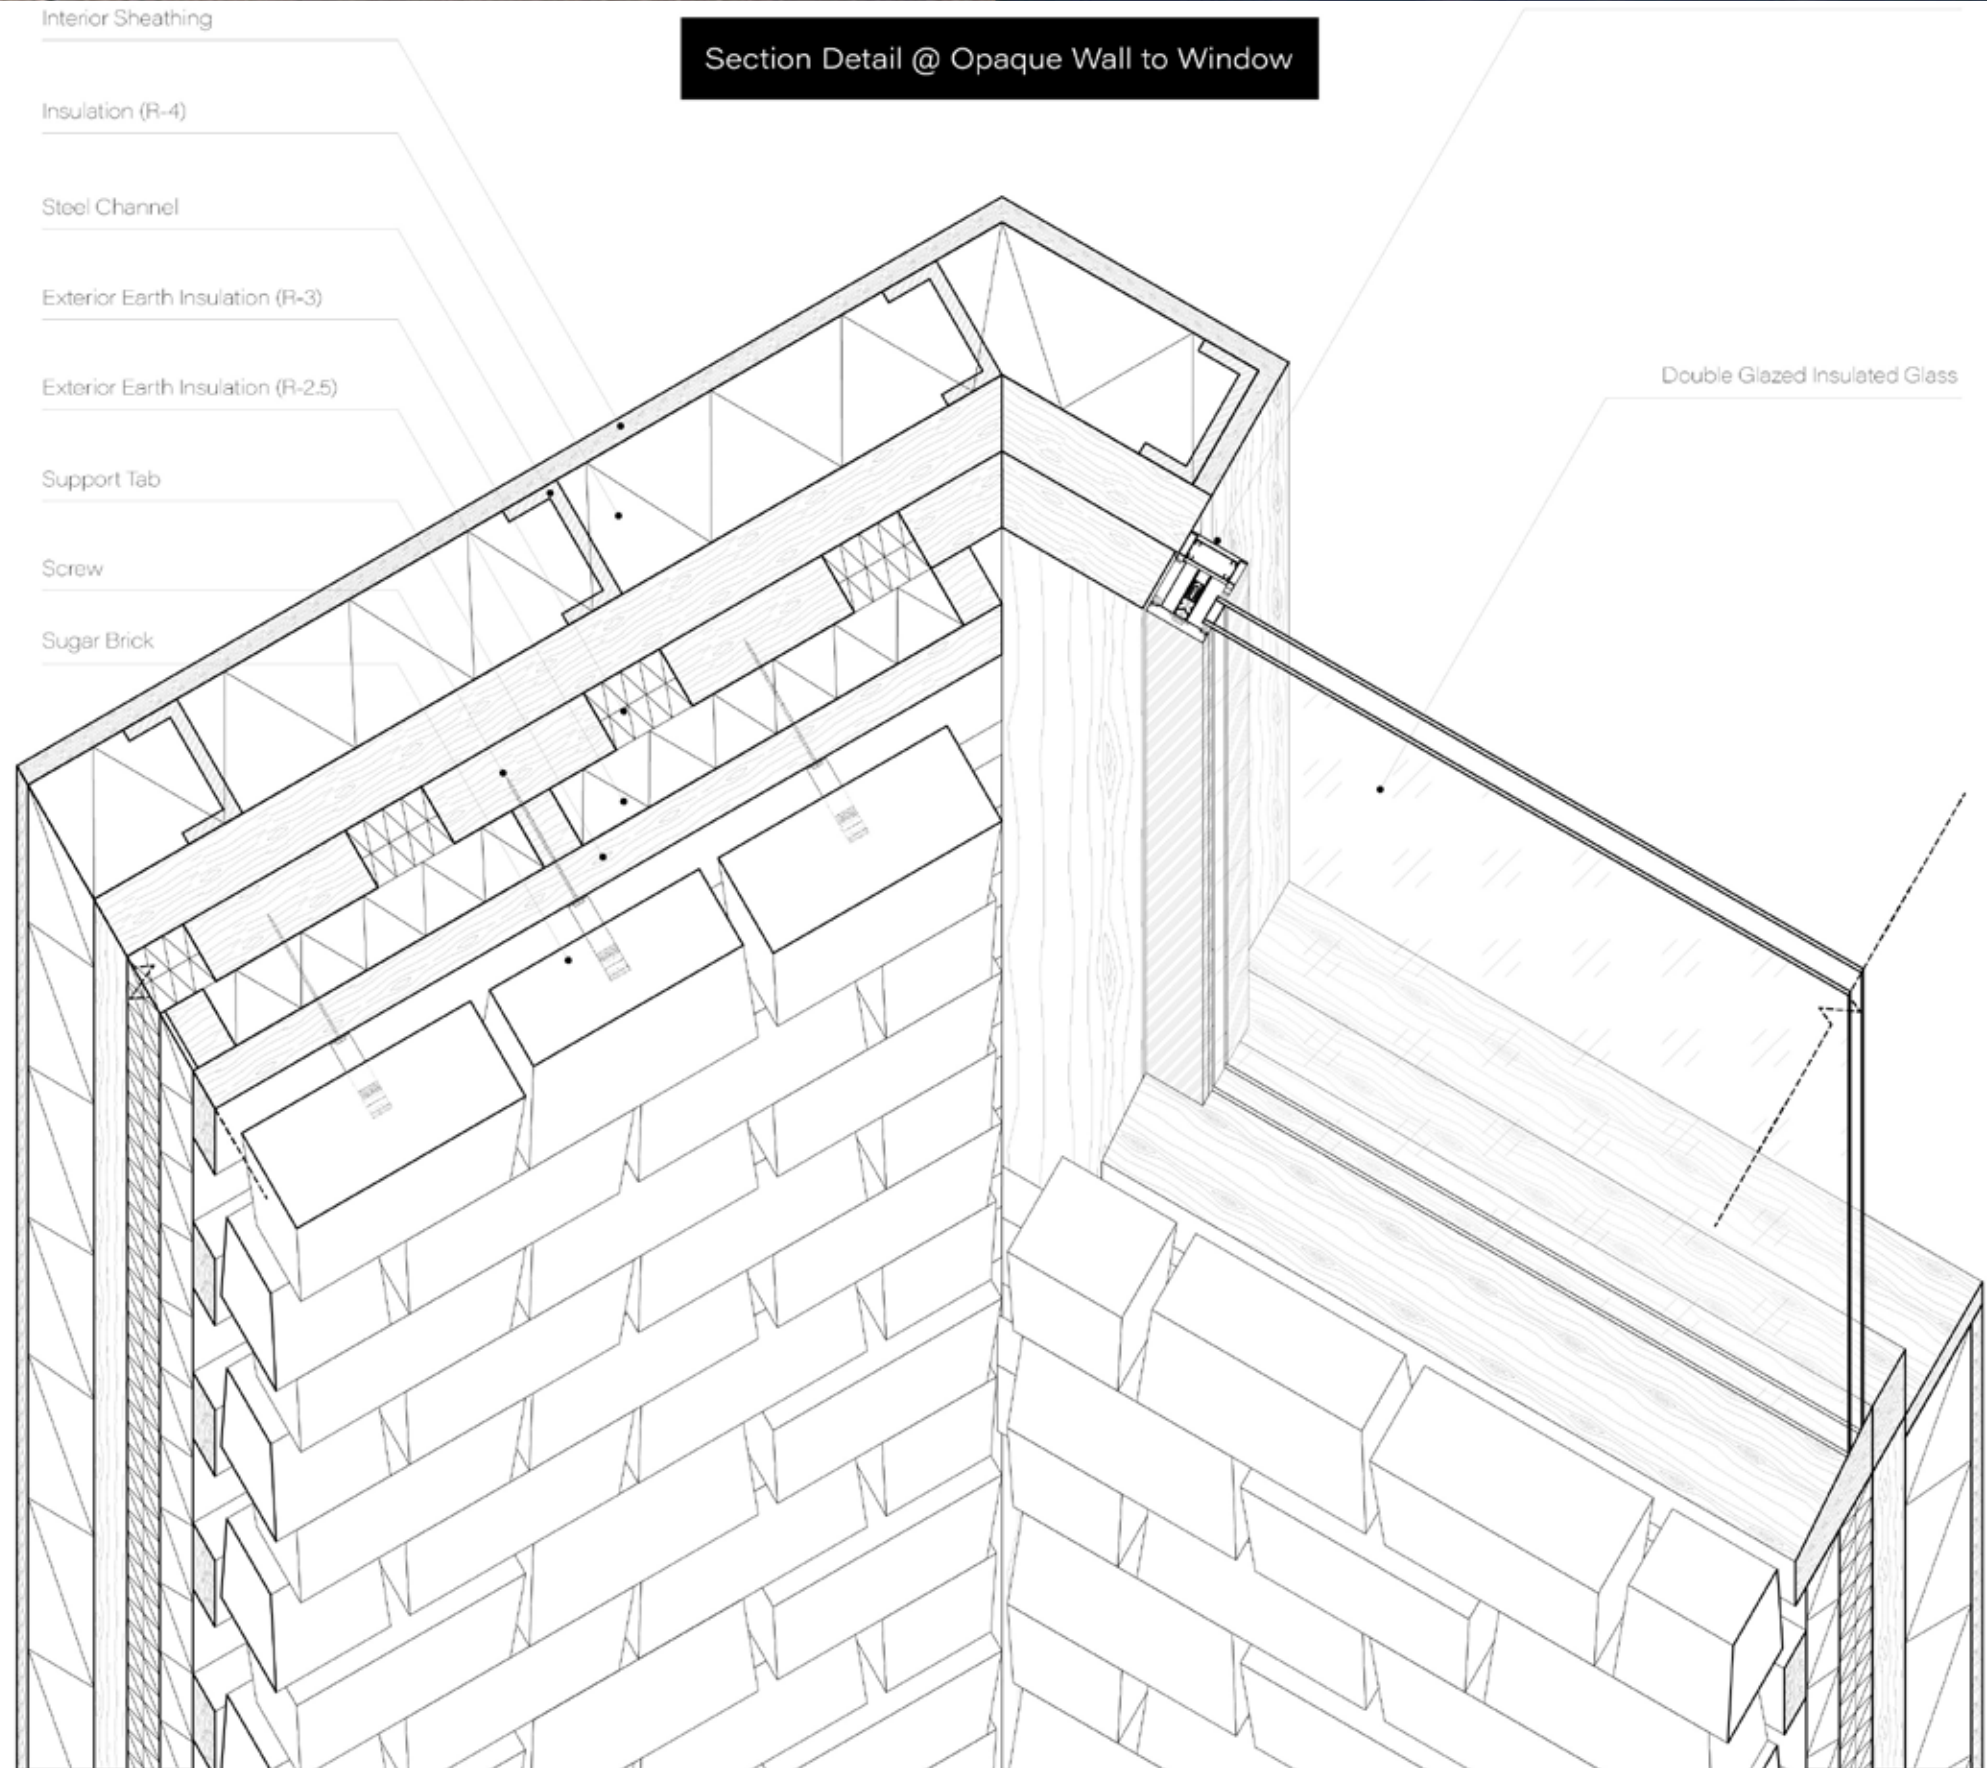 Interior Sheathing
Section Detail @ Opaque Wall to Window
Insulation (R-4)
Steel Channel
Exterior Earth Insulation (R-3)
Exterior Earth Insulation (R-2.5)
Double Glazed Insulated Glass
Support Tab
Screw
Sugar Brick